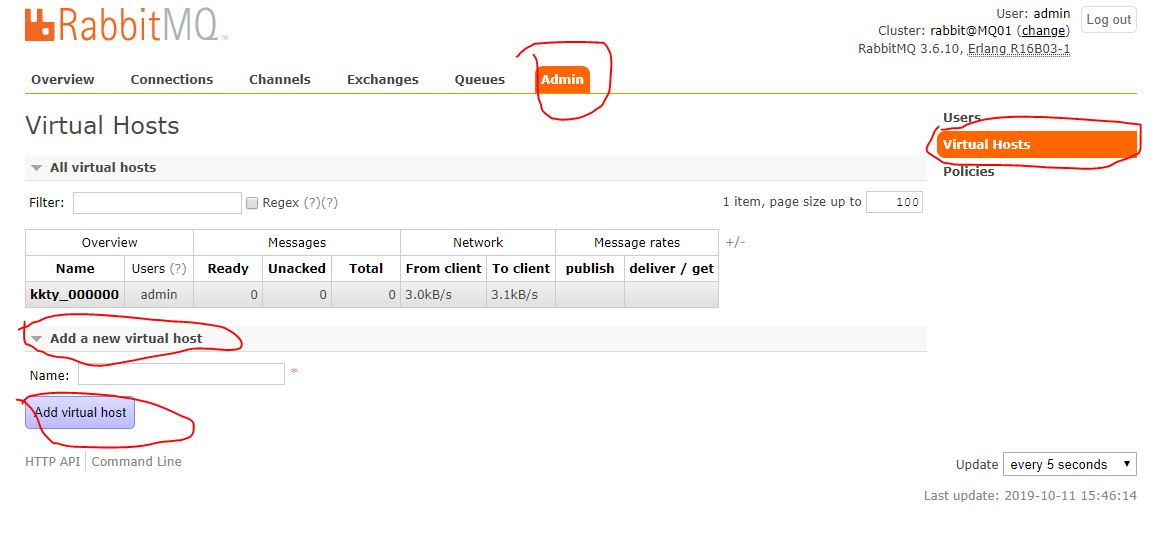 RabbitMQ™
User: admin
Log out
Cluster: rabbit@MQ01 (change)
RabbitMQ 3.6.10, Erlang R16B03-1
Overview Connections Channels Exchanges Queues Admin
Virtual Hosts
Users
Virtual Hosts
Policies
All virtual hosts
Filter: Regex (?)(?) 1 item, page size up to 100
Overview Messages Network Message rates +/-
Name Users (?) Ready Unacked Total From client To client publish deliver / get
kkty_000000 admin 0 0 0 3.0kB/s 3.1kB/s
Add a new virtual host
Name: *
Add virtual host
HTTP API Command Line
Update every 5 seconds
Last update: 2019-10-11 15:46:14